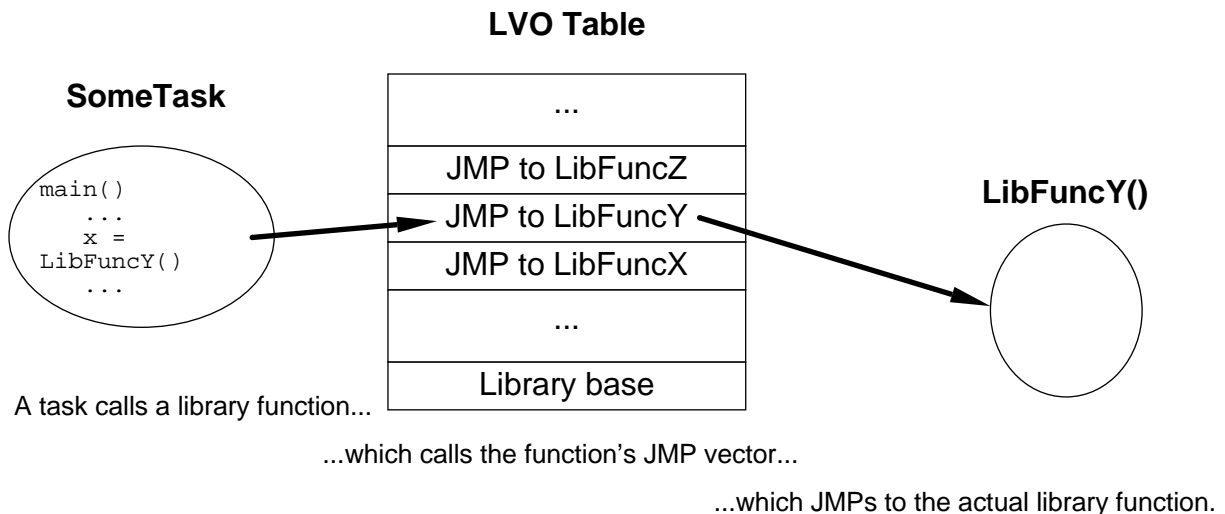 LVO Table
SomeTask
main()
...
x =
LibFuncY()
...
...
JMP to LibFuncZ
JMP to LibFuncY
JMP to LibFuncX
...
Library base
LibFuncY()
A task calls a library function...
...which calls the function's JMP vector...
...which JMPs to the actual library function.